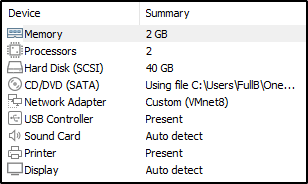 Device Summary
Memory 2 GB
Processors 2
Hard Disk (SCSI) 40 GB
CD/DVD (SATA) Using file C:\Users\FullB\One...
Network Adapter Custom (VMnet8)
USB Controller Present
Sound Card Auto detect
Printer Present
Display Auto detect